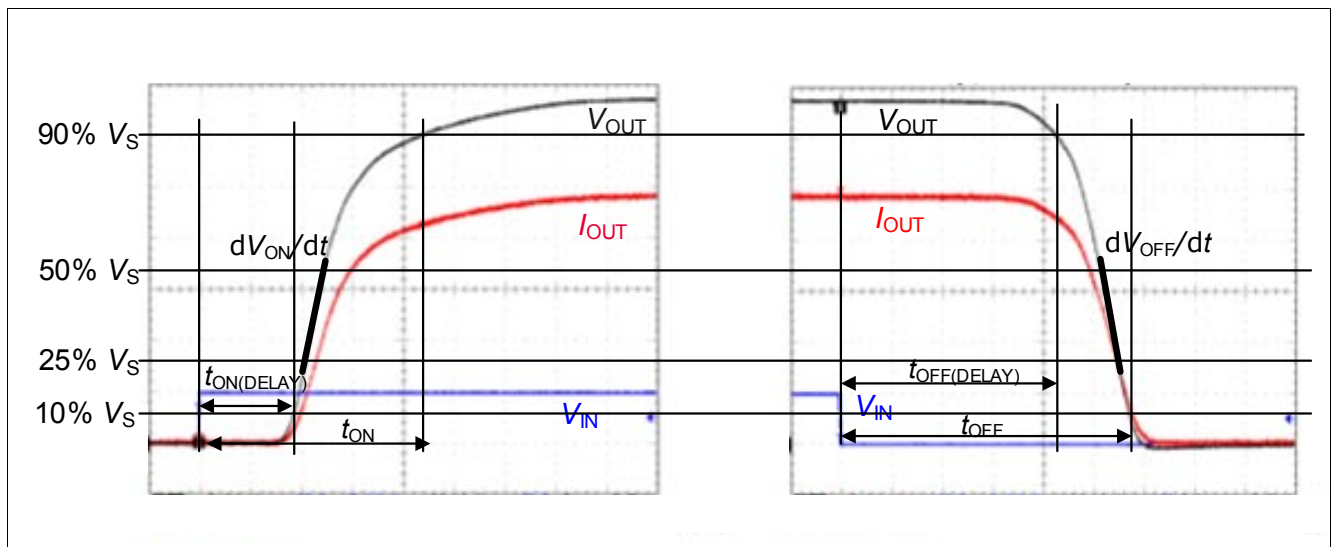 90% VS
VOUT
VOUT
IOUT
IOUT
dVON/dt
dVOFF/dt
50% VS
25% VS
tON(DELAY)
tOFF(DELAY)
VIN
VIN
10% VS
tON
tOFF